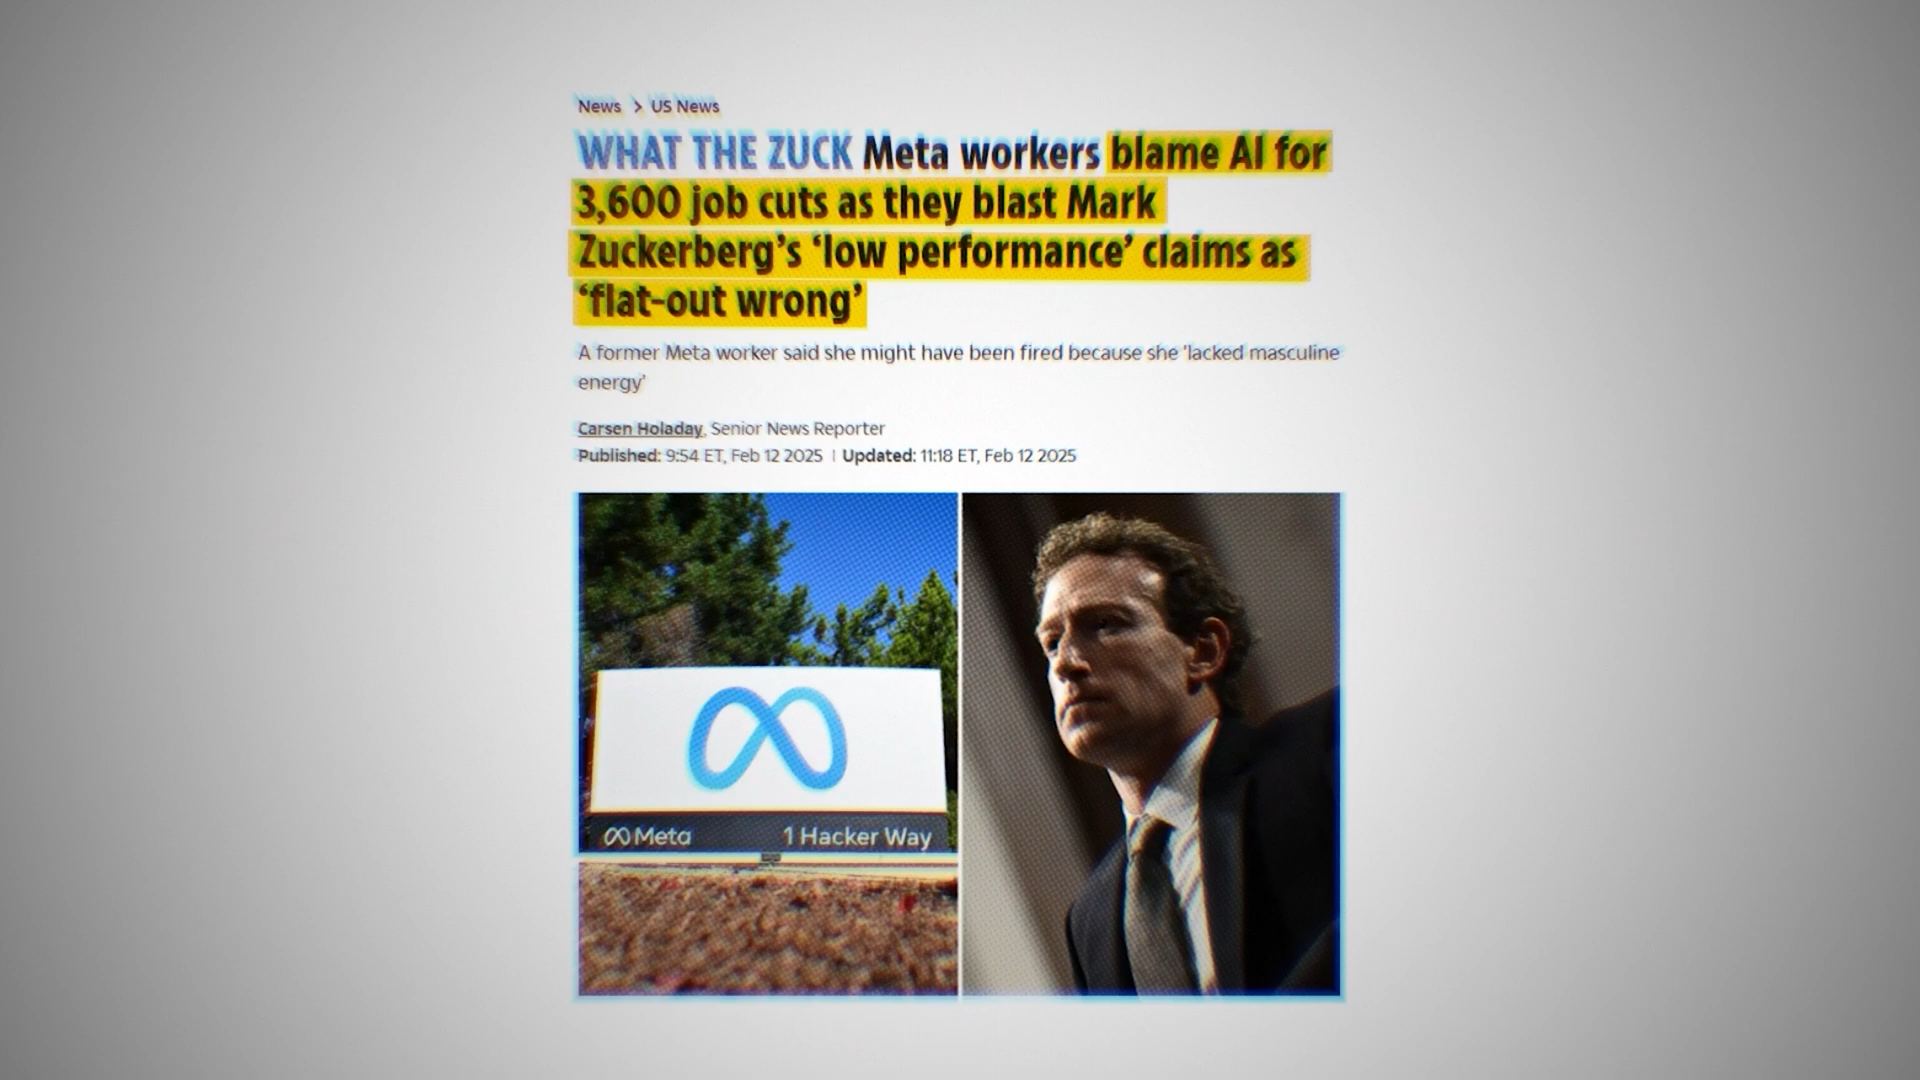 News > US News
WHAT THE ZUCK Meta workers blame AI for
3,600 job cuts as they blast Mark
Zuckerberg’s ‘low performance’ claims as
‘flat-out wrong’
A former Meta worker said she might have been fired because she 'lacked masculine
energy'
Carsen Holaday, Senior News Reporter
Published: 9:54 ET, Feb 12 2025 | Updated: 11:18 ET, Feb 12 2025
Meta 1 Hacker Way